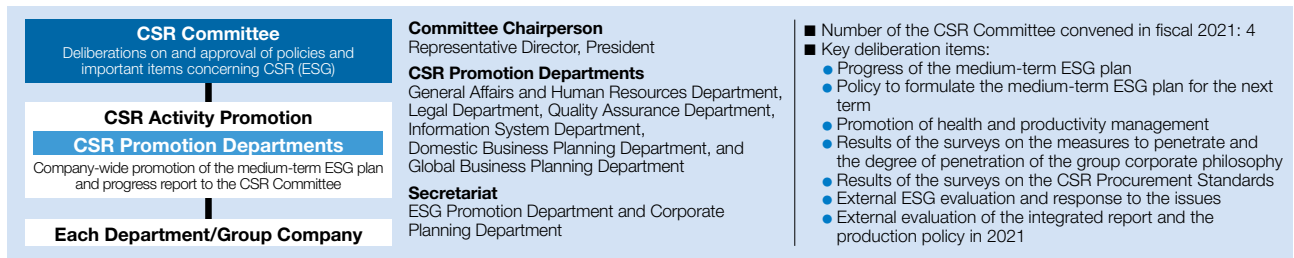 CSR Committee
Deliberations on and approval of policies and
important items concerning CSR (ESG)
CSR Activity Promotion
CSR Promotion Departments
Company-wide promotion of the medium-term ESG plan
and progress report to the CSR Committee
Each Department/Group Company
Committee Chairperson
Representative Director, President
CSR Promotion Departments
General Affairs and Human Resources Department,
Legal Department, Quality Assurance Department,
Information System Department,
Domestic Business Planning Department, and
Global Business Planning Department
Secretariat
ESG Promotion Department and Corporate
Planning Department
■ Number of the CSR Committee convened in fiscal 2021: 4
■ Key deliberation items:
● Progress of the medium-term ESG plan
● Policy to formulate the medium-term ESG plan for the next
term
● Promotion of health and productivity management
● Results of the surveys on the measures to penetrate and
the degree of penetration of the group corporate philosophy
● Results of the surveys on the CSR Procurement Standards
● External ESG evaluation and response to the issues
● External evaluation of the integrated report and the
production policy in 2021